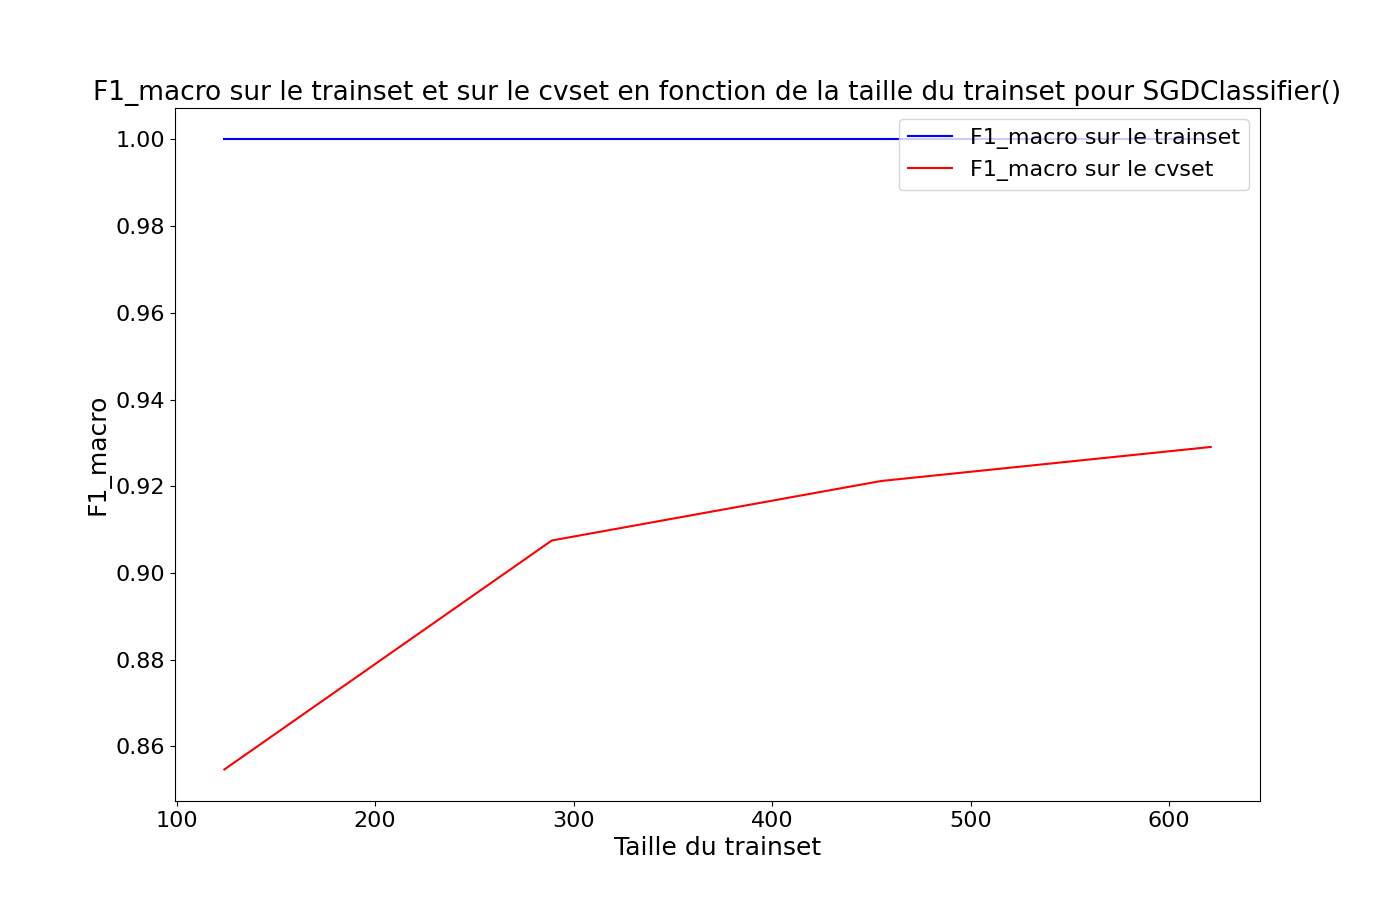 F1_macro sur le trainset et sur le cvset en fonction de la taille du trainset pour SGDClassifier()
F1_macro sur le trainset
F1_macro sur le cvset
1.00
0.98
0.96
0.94
0.92
0.90
0.88
0.86
F1_macro
100 200 300 400 500 600
Taille du trainset